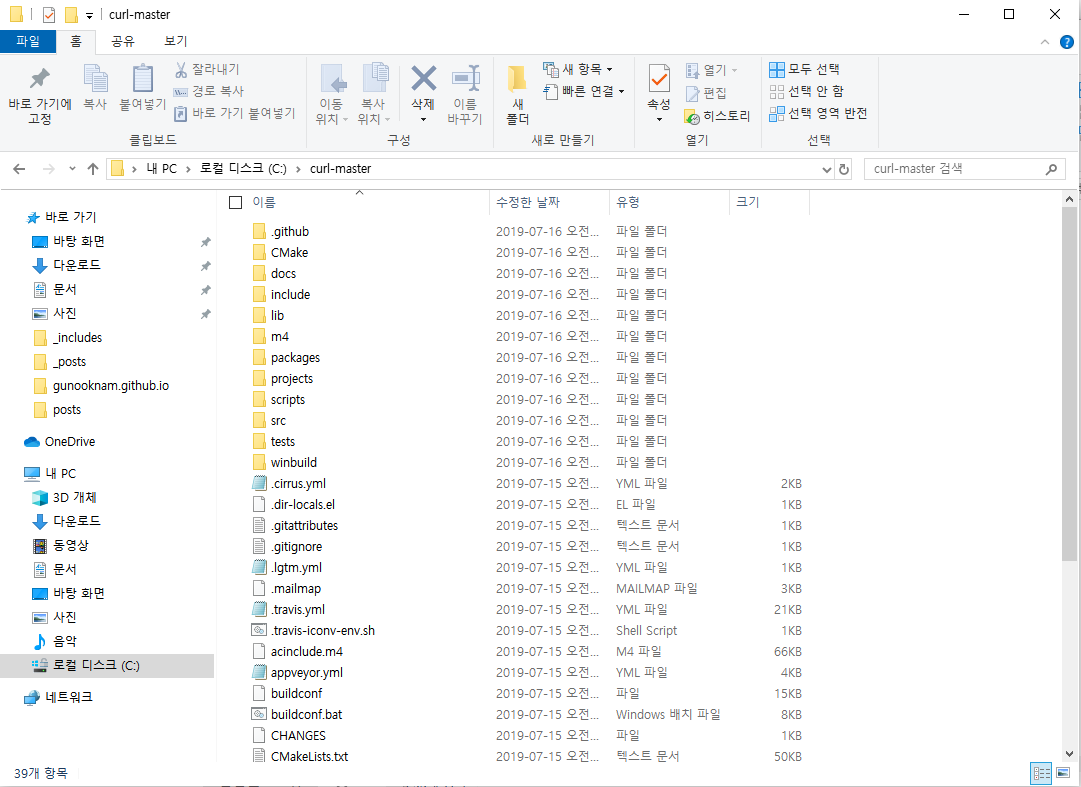 curl-master
파일 홈 공유 보기
바로 가기에 고정
복사
붙여넣기
잘라내기
경로 복사
바로 가기 붙여넣기
클립보드
이동 위치
복사 위치
삭제
이름 바꾸기
구성
새 폴더
새 항목
빠른 연결
새로 만들기
속성
열기
편집
히스토리
열기
모두 선택
선택 안 함
선택 영역 반전
선택
내 PC › 로컬 디스크 (C:) › curl-master
curl-master 검색
바로 가기
바탕 화면
다운로드
문서
사진
_includes
_posts
gunooknam.github.io
posts
OneDrive
내 PC
3D 개체
다운로드
동영상
문서
바탕 화면
사진
음악
로컬 디스크 (C:)
네트워크
이름 수정한 날짜 유형 크기
.github 2019-07-16 오전... 파일 폴더
CMake 2019-07-16 오전... 파일 폴더
docs 2019-07-16 오전... 파일 폴더
include 2019-07-16 오전... 파일 폴더
lib 2019-07-16 오전... 파일 폴더
m4 2019-07-16 오전... 파일 폴더
packages 2019-07-16 오전... 파일 폴더
projects 2019-07-16 오전... 파일 폴더
scripts 2019-07-16 오전... 파일 폴더
src 2019-07-16 오전... 파일 폴더
tests 2019-07-16 오전... 파일 폴더
winbuild 2019-07-16 오전... 파일 폴더
.cirrus.yml 2019-07-15 오전... YML 파일 2KB
.dir-locals.el 2019-07-15 오전... EL 파일 1KB
.gitattributes 2019-07-15 오전... 텍스트 문서 1KB
.gitignore 2019-07-15 오전... 텍스트 문서 1KB
.lgtm.yml 2019-07-15 오전... YML 파일 1KB
.mailmap 2019-07-15 오전... MAILMAP 파일 3KB
.travis.yml 2019-07-15 오전... YML 파일 21KB
.travis-iconv-env.sh 2019-07-15 오전... Shell Script 1KB
acinclude.m4 2019-07-15 오전... M4 파일 66KB
appveyor.yml 2019-07-15 오전... YML 파일 4KB
buildconf 2019-07-15 오전... 파일 15KB
buildconf.bat 2019-07-15 오전... Windows 배치 파일 8KB
CHANGES 2019-07-15 오전... 파일 1KB
CMakeLists.txt 2019-07-15 오전... 텍스트 문서 50KB
39개 항목